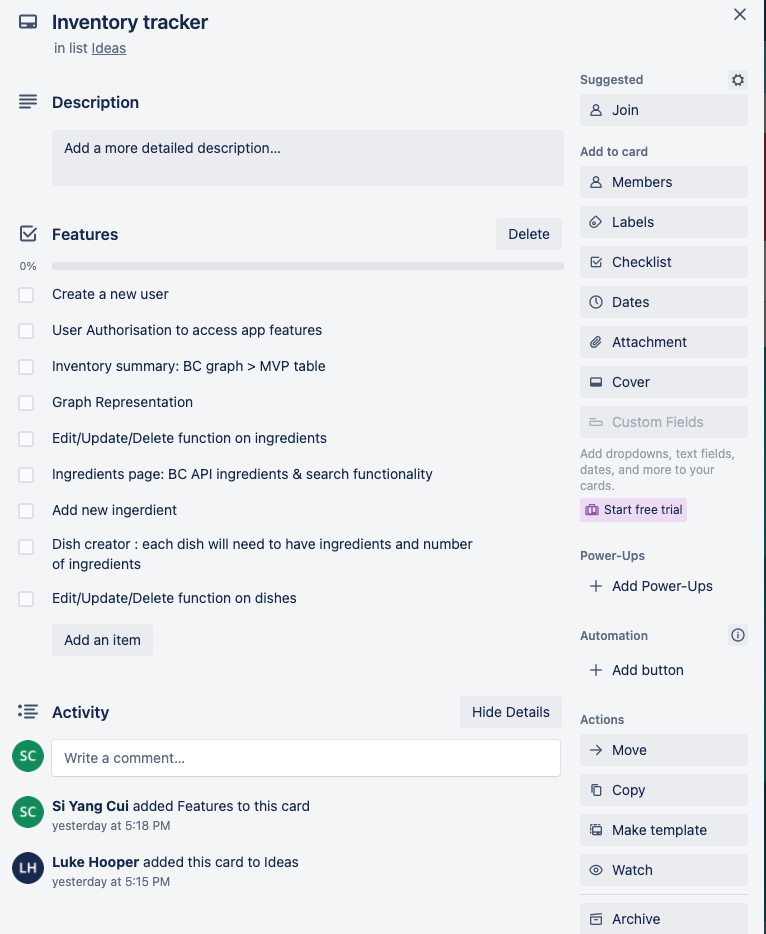 Inventory tracker
in list Ideas
Description
Add a more detailed description…
Features
Delete
0%
Create a new user
User Authorisation to access app features
Inventory summary: BC graph > MVP table
Graph Representation
Edit/Update/Delete function on ingredients
Ingredients page: BC API ingredients & search functionality
Add new ingerdient
Dish creator : each dish will need to have ingredients and number
of ingredients
Edit/Update/Delete function on dishes
Add an item
Activity
Hide Details
SC
Write a comment…
SC
Si Yang Cui added Features to this card
yesterday at 5:18 PM
LH
Luke Hooper added this card to Ideas
yesterday at 5:15 PM
Suggested
Join
Add to card
Members
Labels
Checklist
Dates
Attachment
Cover
Custom Fields
Add dropdowns, text fields,
dates, and more to your
cards.
Start free trial
Power-Ups
Add Power-Ups
Automation
Add button
Actions
Move
Copy
Make template
Watch
Archive